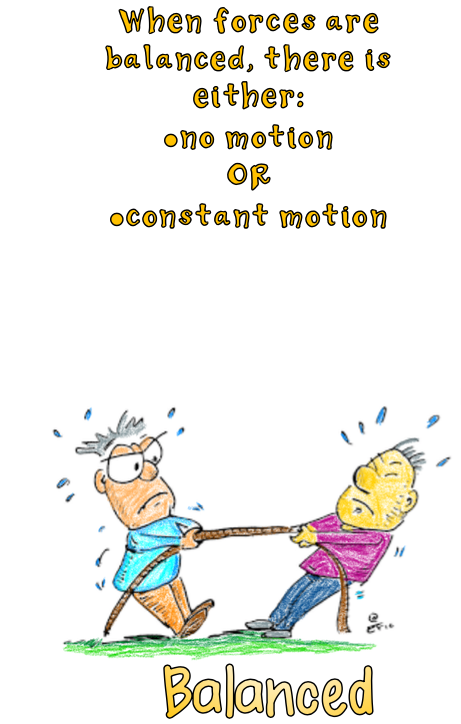 When forces are
balanced, there is
either:
•no motion
OR
•constant motion
Balanced